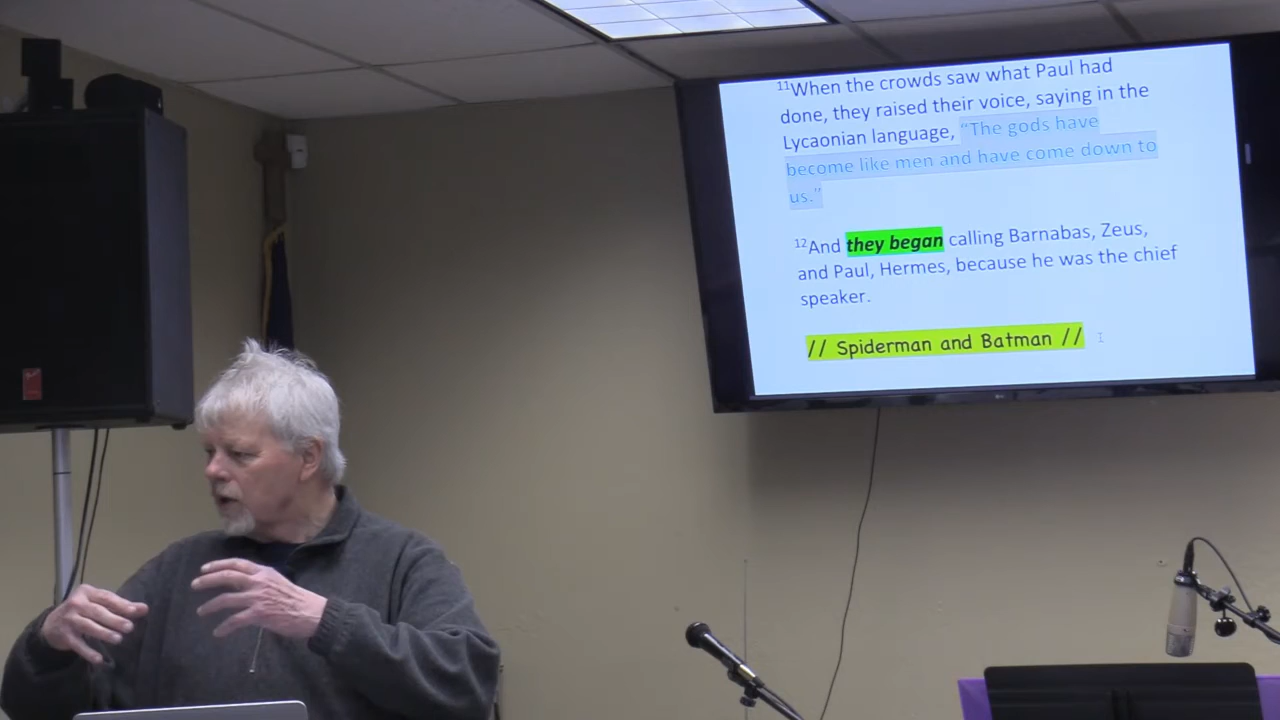 ¹¹When the crowds saw what Paul had
done, they raised their voice, saying in the
Lycaonian language, “The gods have
become like men and have come down to
us.”
¹²And they began calling Barnabas, Zeus,
and Paul, Hermes, because he was the chief
speaker.
// Spiderman and Batman //